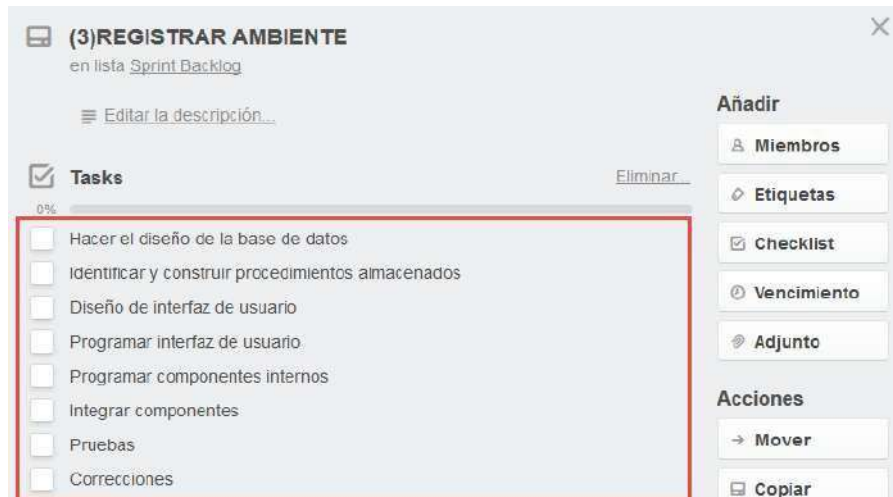 (3)REGISTRAR AMBIENTE
en lista Sprint Backlog
Editar la descripción...
Tasks
Eliminar...
0%
Hacer el diseño de la base de datos
Identificar y construir procedimientos almacenados
Diseño de interfaz de usuario
Programar interfaz de usuario
Programar componentes internos
Integrar componentes
Pruebas
Correcciones
Añadir
Miembros
Etiquetas
Checklist
Vencimiento
Adjunto
Acciones
Mover
Copiar